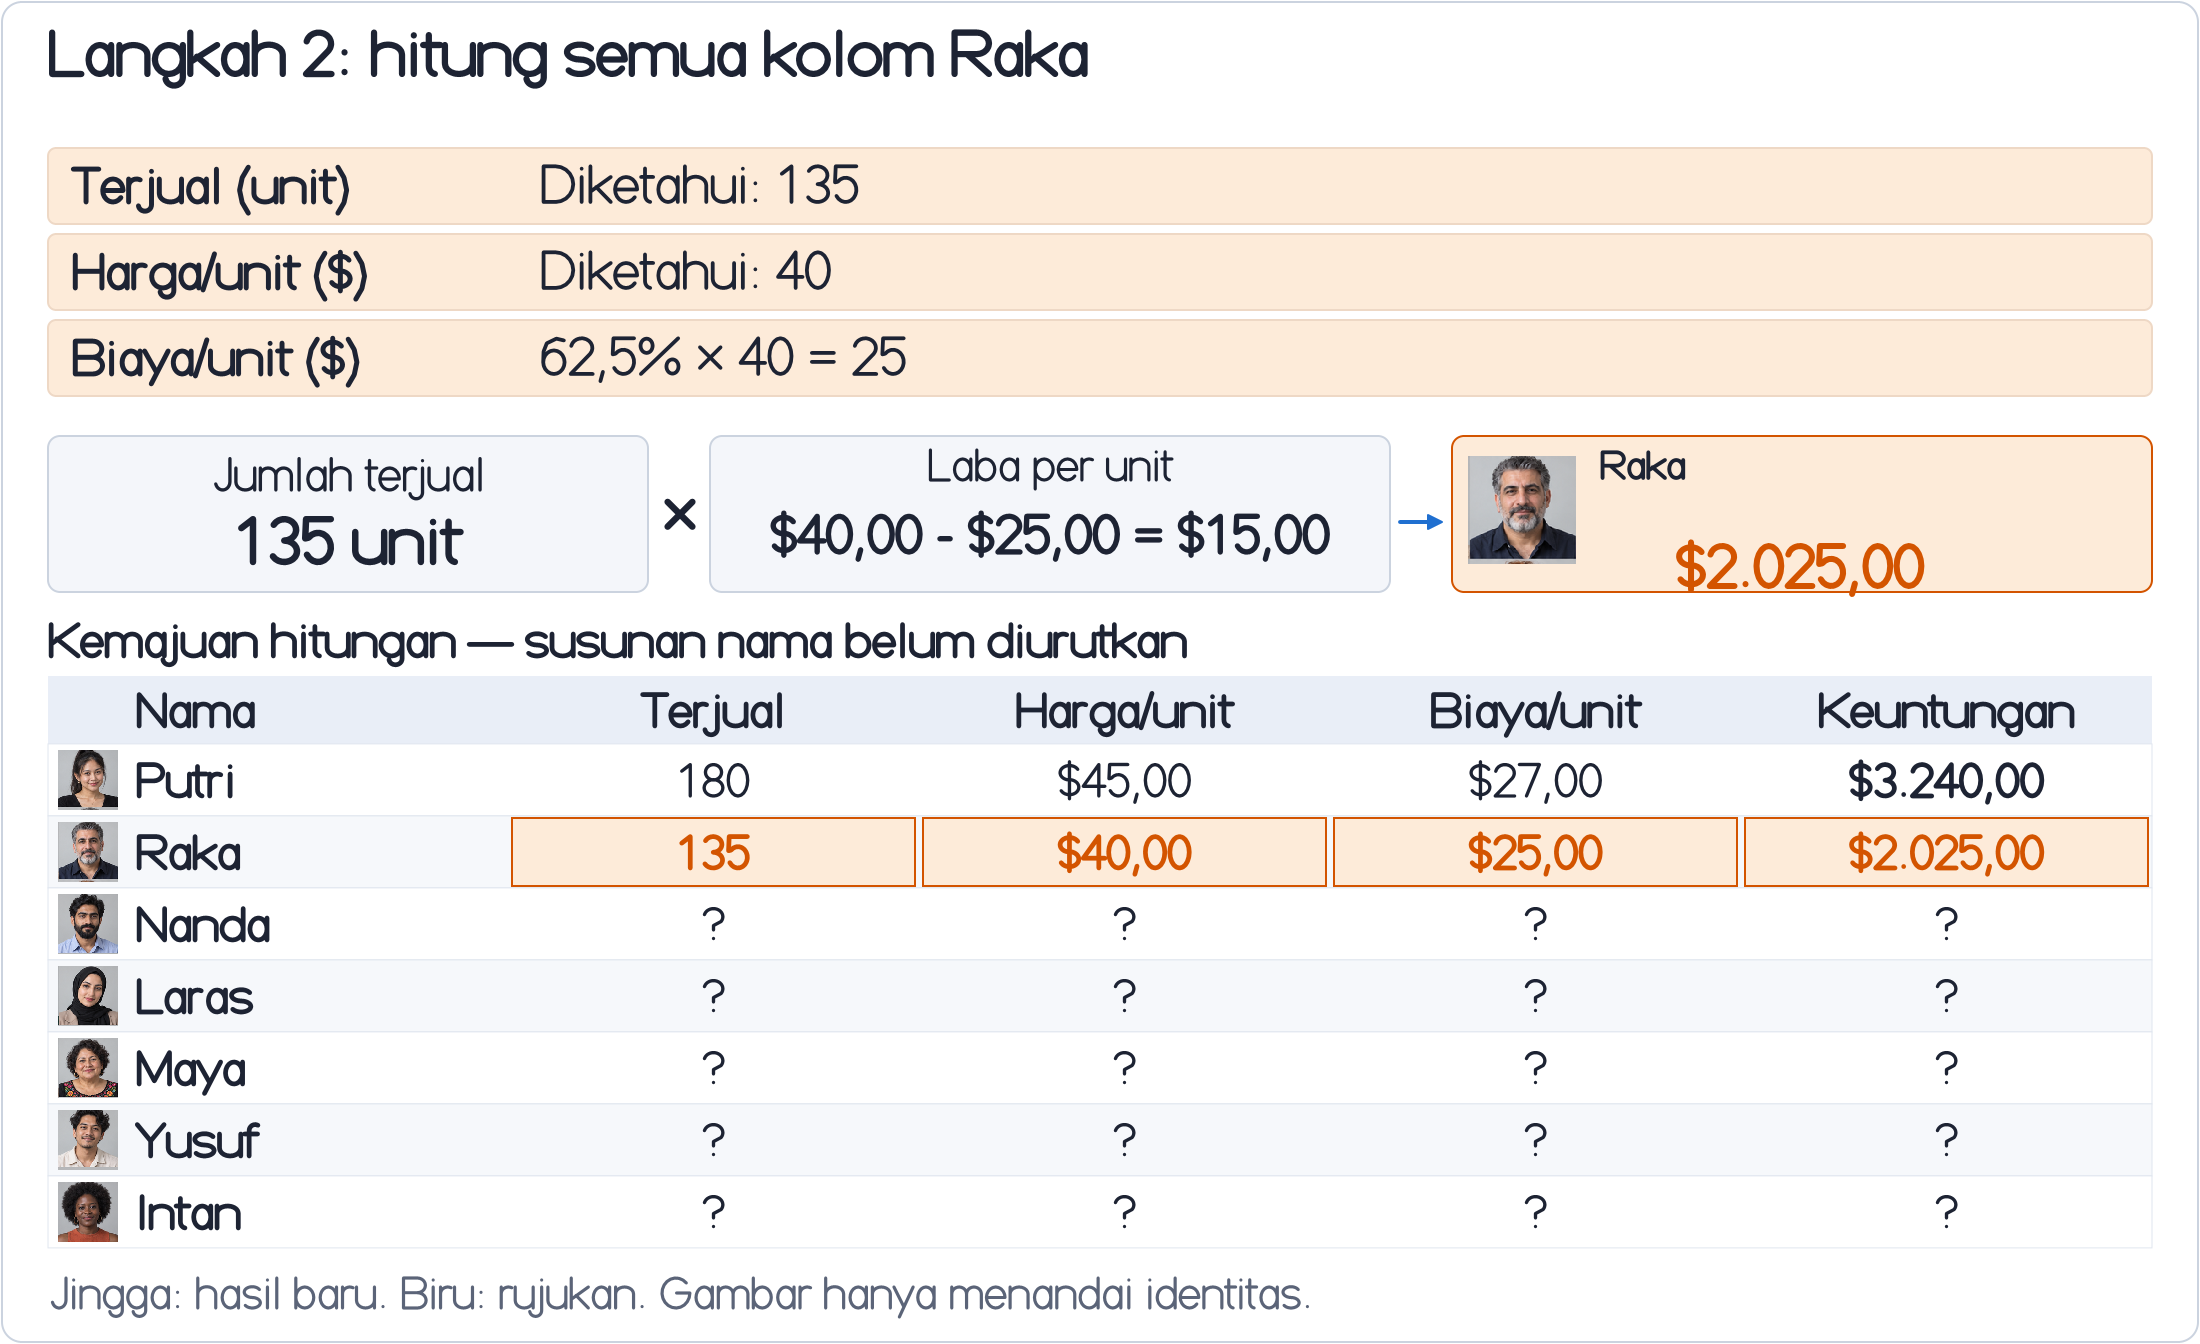 Langkah 2: hitung semua kolom Raka
Terjual (unit) Diketahui: 135
Harga/unit ($) Diketahui: 40
Biaya/unit ($) 62,5% × 40 = 25
Jumlah terjual
135 unit
×
Laba per unit
$40,00 - $25,00 = $15,00
Raka
$2.025,00
Kemajuan hitungan — susunan nama belum diurutkan
Nama Terjual Harga/unit Biaya/unit Keuntungan
Putri 180 $45,00 $27,00 $3.240,00
Raka 135 $40,00 $25,00 $2.025,00
Nanda ? ? ? ?
Laras ? ? ? ?
Maya ? ? ? ?
Yusuf ? ? ? ?
Intan ? ? ? ?
Jingga: hasil baru. Biru: rujukan. Gambar hanya menandai identitas.